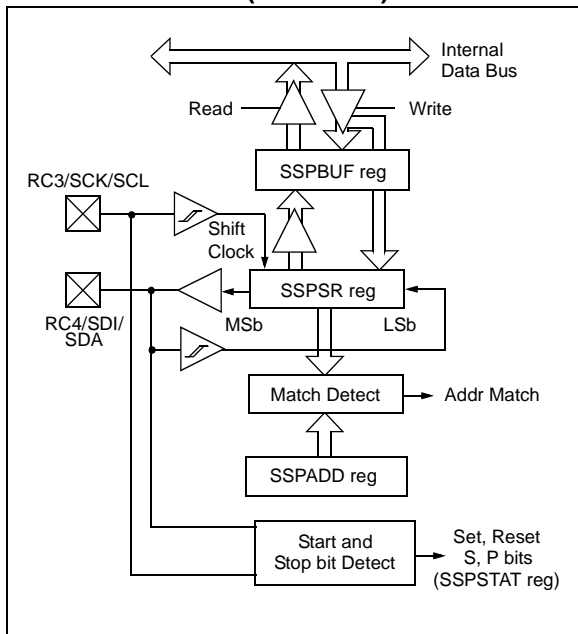 Internal
Data Bus
Read
Write
SSPBUF reg
RC3/SCK/SCL
Shift
Clock
SSPSR reg
MSb
LSb
RC4/SDI/
SDA
Match Detect
Addr Match
SSPADD reg
Start and
Stop bit Detect
Set, Reset
S, P bits
(SSPSTAT reg)